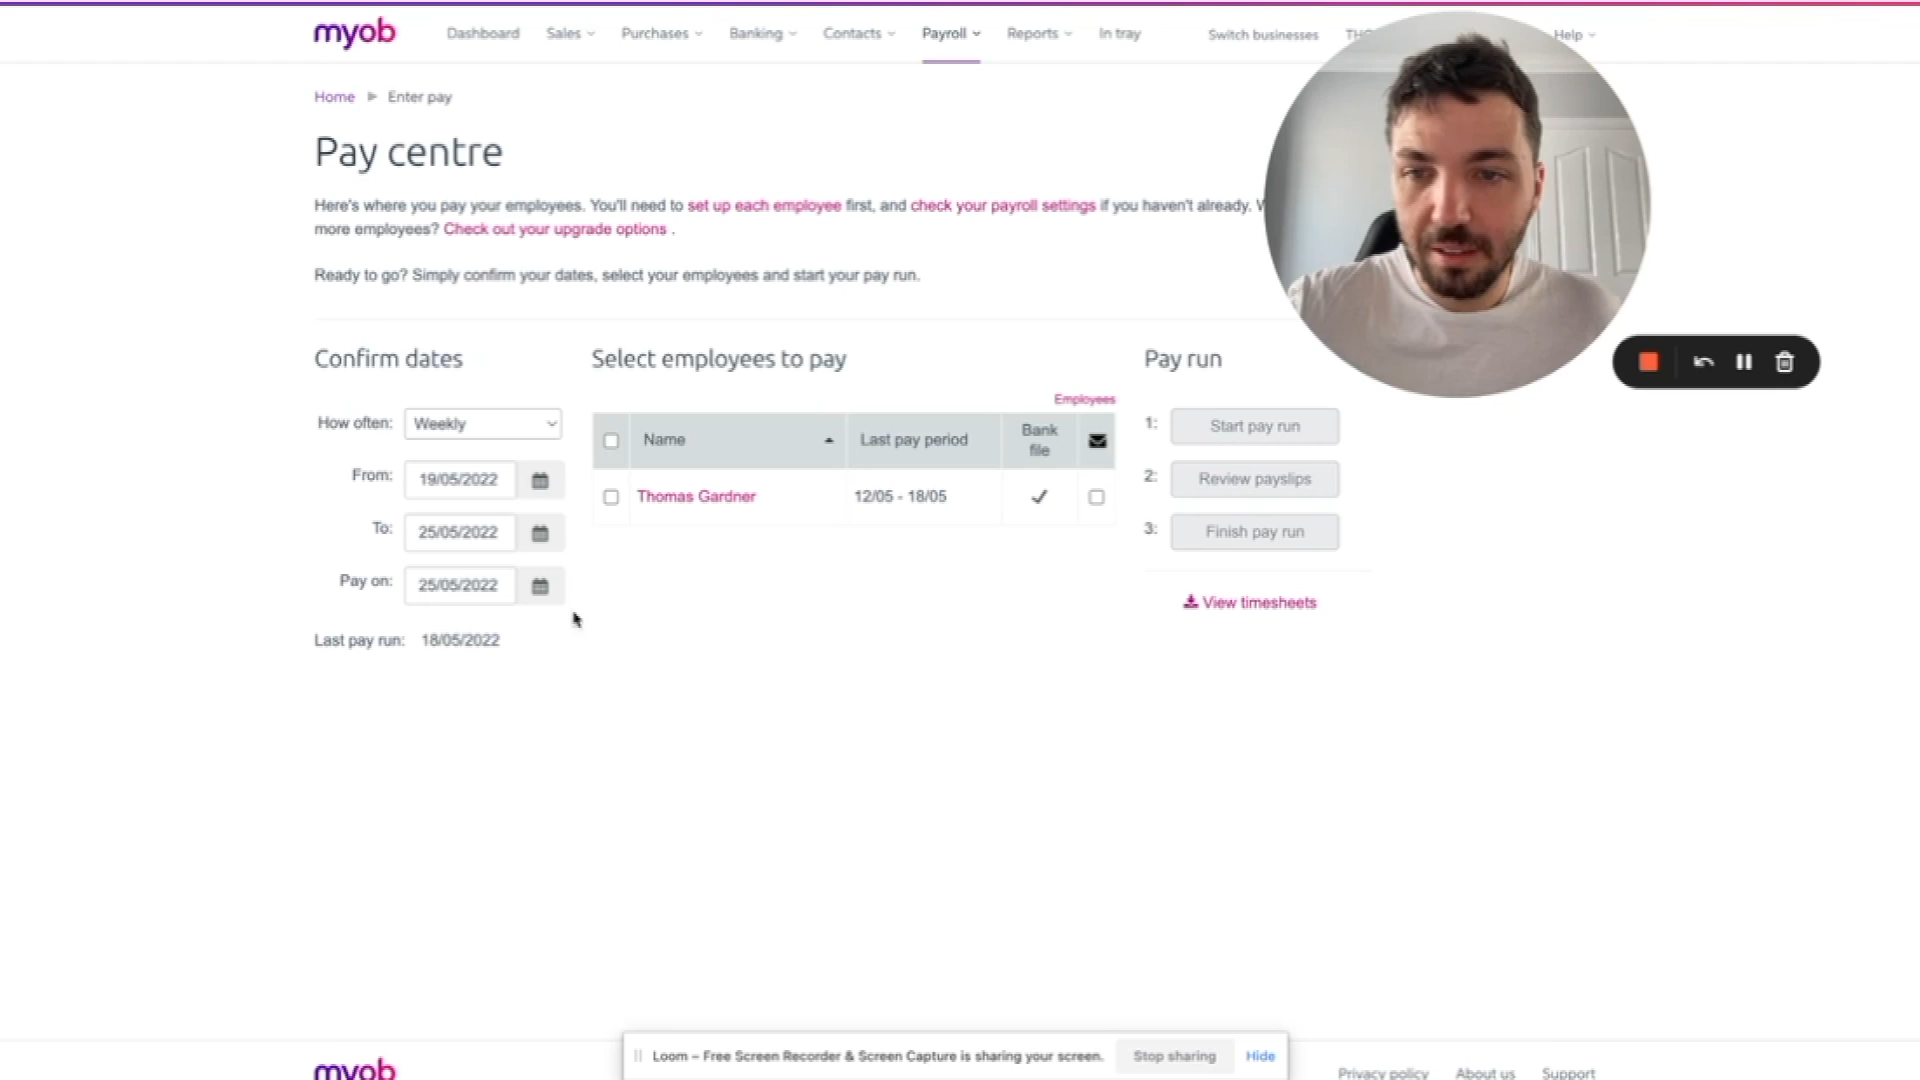 myob Dashboard Sales Purchases Banking Contacts Payroll Reports In tray Switch businesses Help
Home Enter pay
Pay centre
Here's where you pay your employees. You'll need to set up each employee first, and check your payroll settings if you haven't already.
more employees? Check out your upgrade options .
Ready to go? Simply confirm your dates, select your employees and start your pay run.
Confirm dates
How often: Weekly
From: 19/05/2022
To: 25/05/2022
Pay on: 25/05/2022
Last pay run: 18/05/2022
Select employees to pay
Employees
Name Last pay period Bank file
Thomas Gardner 12/05 - 18/05
Pay run
1: Start pay run
2: Review payslips
3: Finish pay run
View timesheets
Loom – Free Screen Recorder & Screen Capture is sharing your screen. Stop sharing Hide
myob Privacy policy About us Support